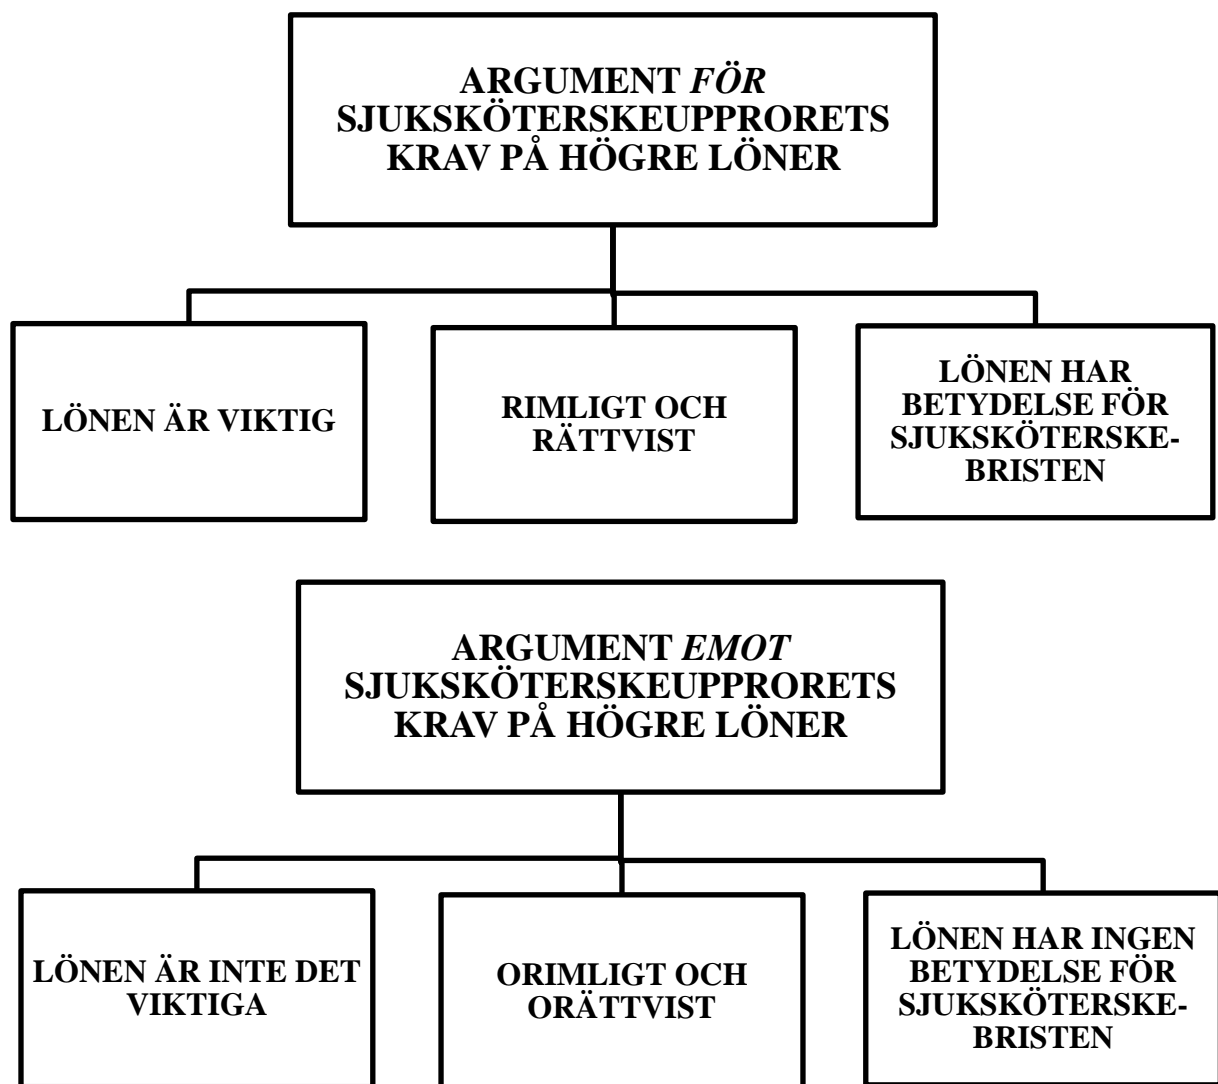 ARGUMENT FÖR
SJUKSKÖTERSKEUPPRORETS
KRAV PÅ HÖGRE LÖNER
LÖNEN ÄR VIKTIG
RIMLIGT OCH
RÄTTVIST
LÖNEN HAR
BETYDELSE FÖR
SJUKSKÖTERSKE-
BRISTEN
ARGUMENT EMOT
SJUKSKÖTERSKEUPPRORETS
KRAV PÅ HÖGRE LÖNER
LÖNEN ÄR INTE DET
VIKTIGA
ORIMLIGT OCH
ORÄTTVIST
LÖNEN HAR INGEN
BETYDELSE FÖR
SJUKSKÖTERSKE-
BRISTEN